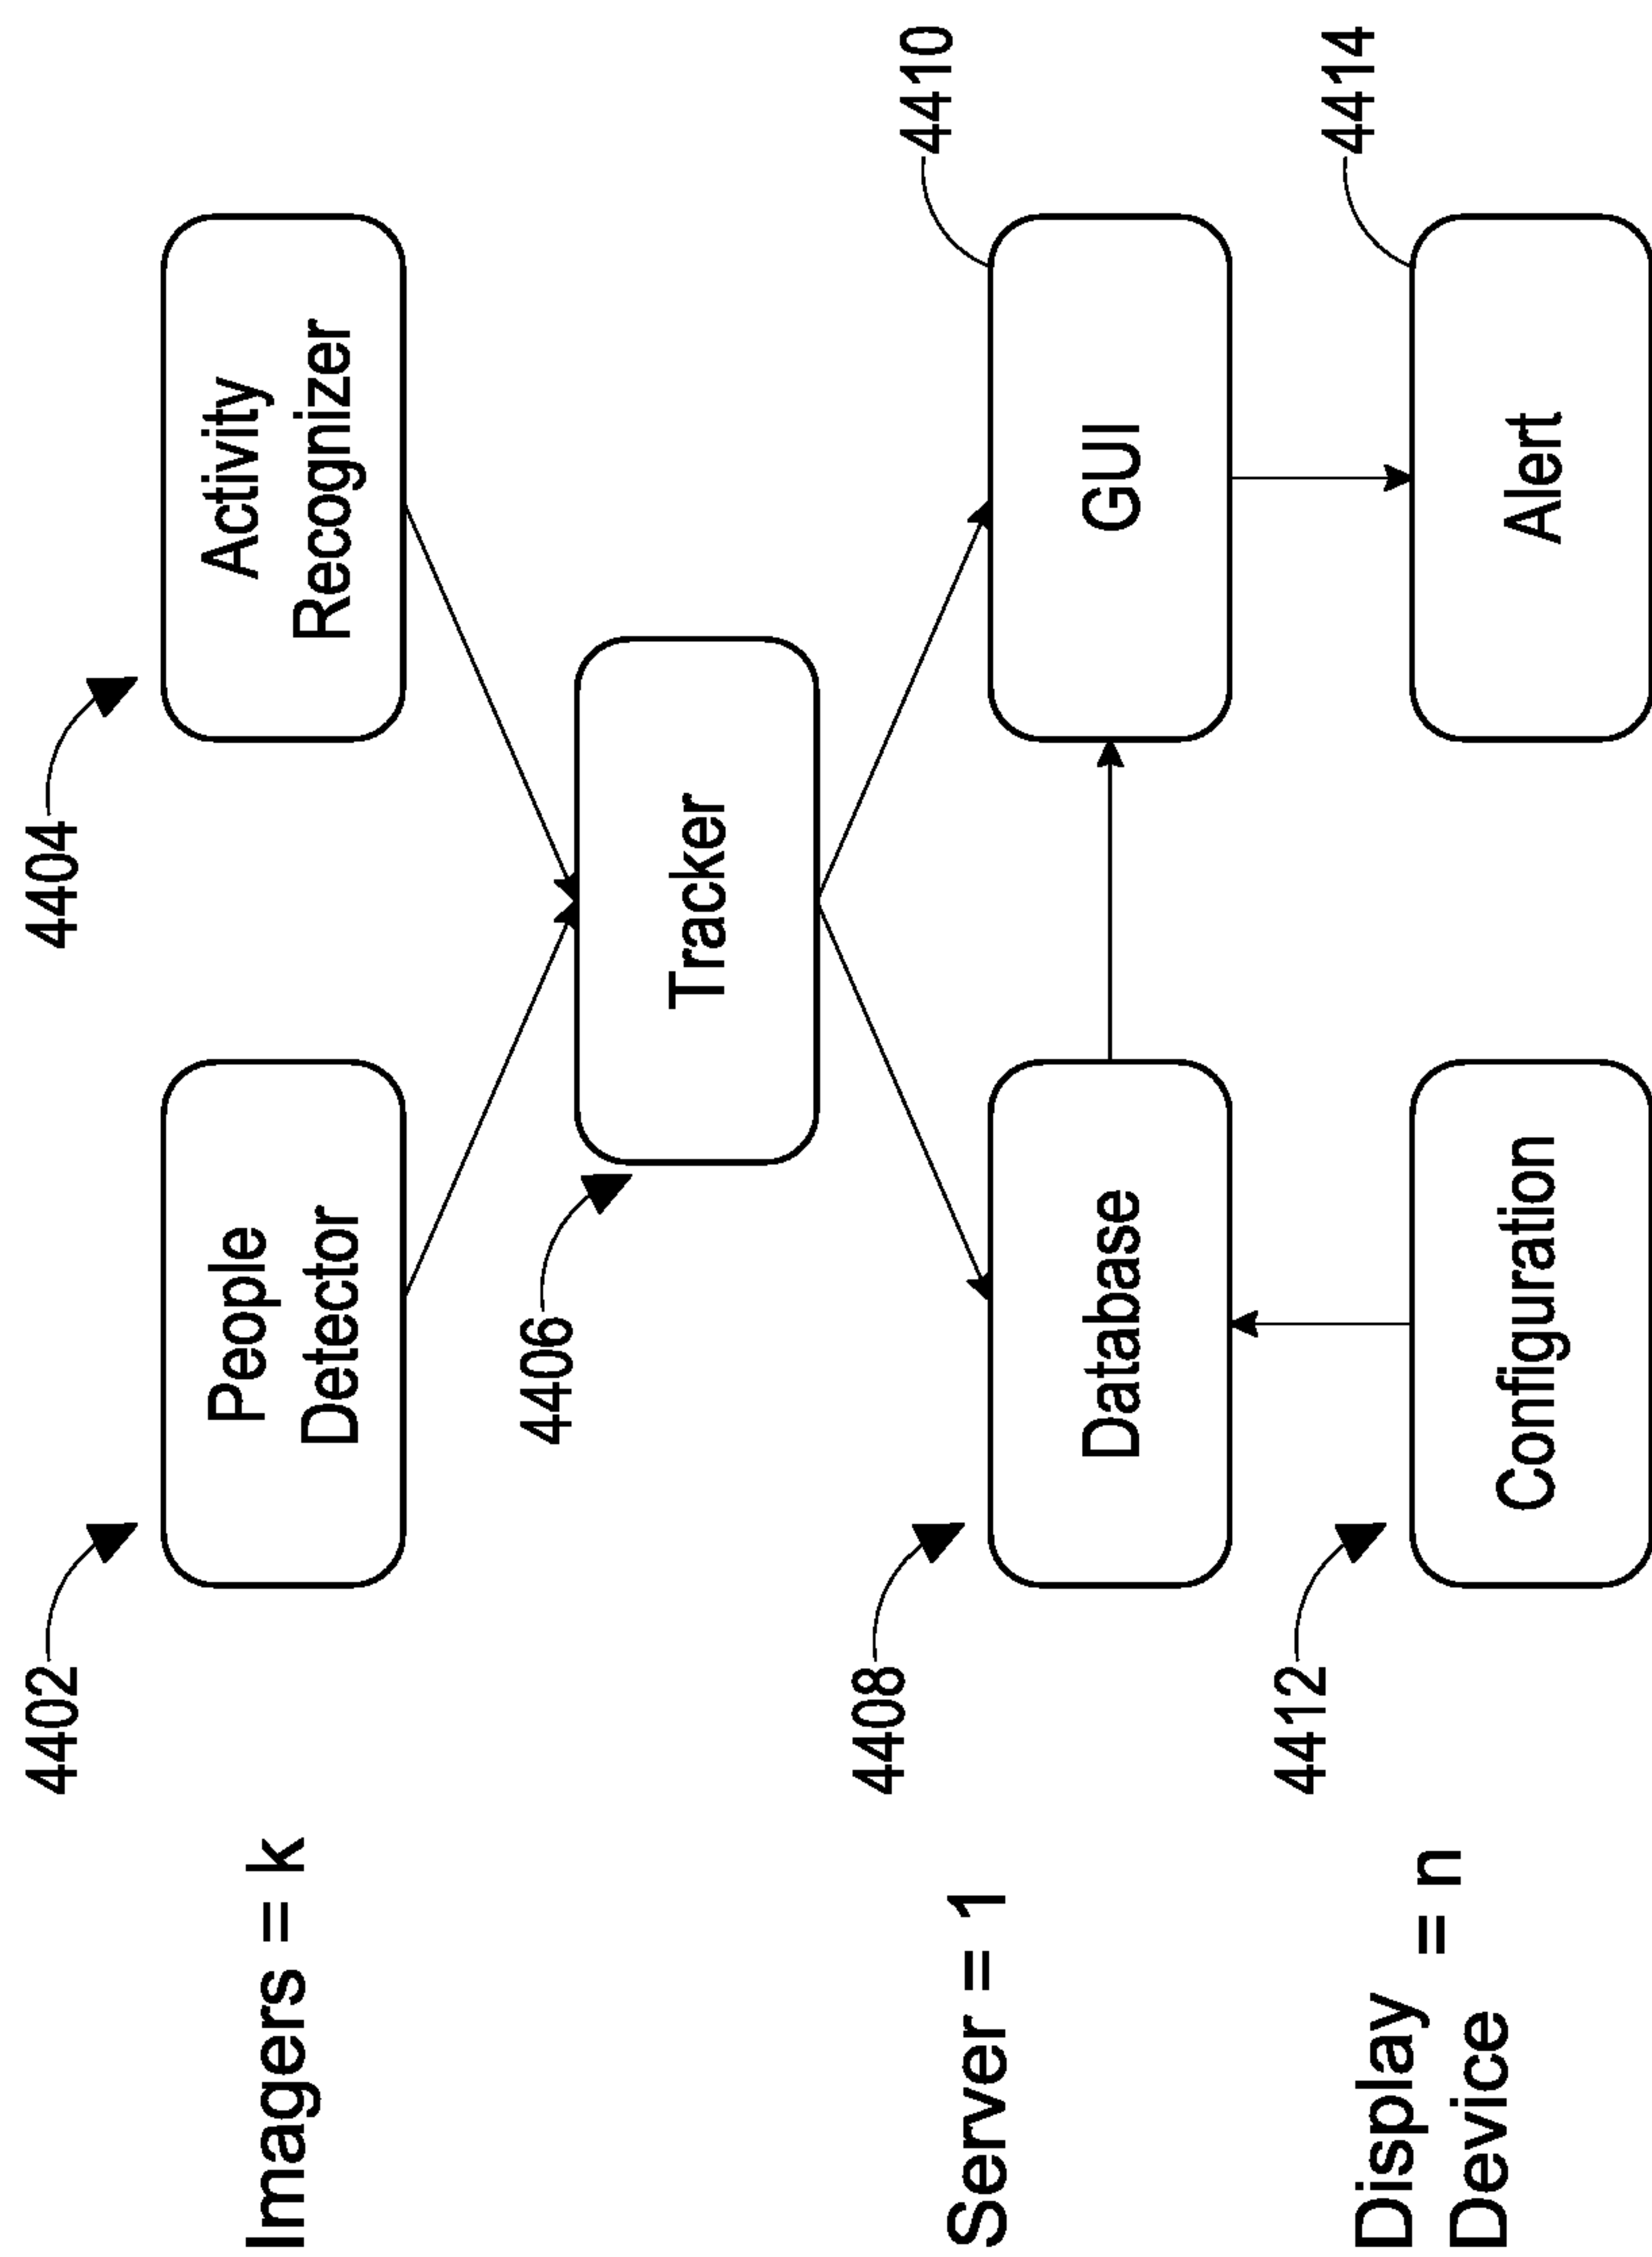 4402
4404
Imagers = k
People
Detector
Activity
Recognizer
4406
Tracker
4408
4410
Server = 1
Database
GUI
4412
4414
Display
Device
= n
Configuration
Alert